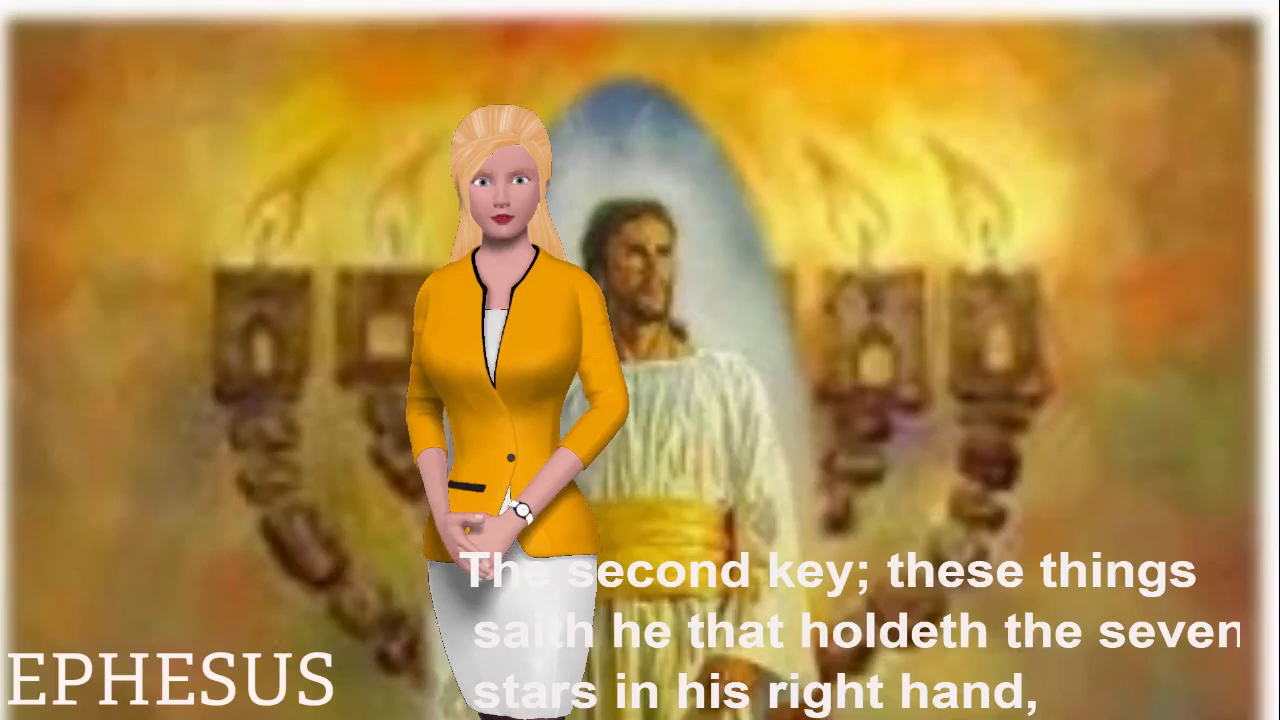 The second key; these things
saith he that holdeth the seven
stars in his right hand,
EPHESUS